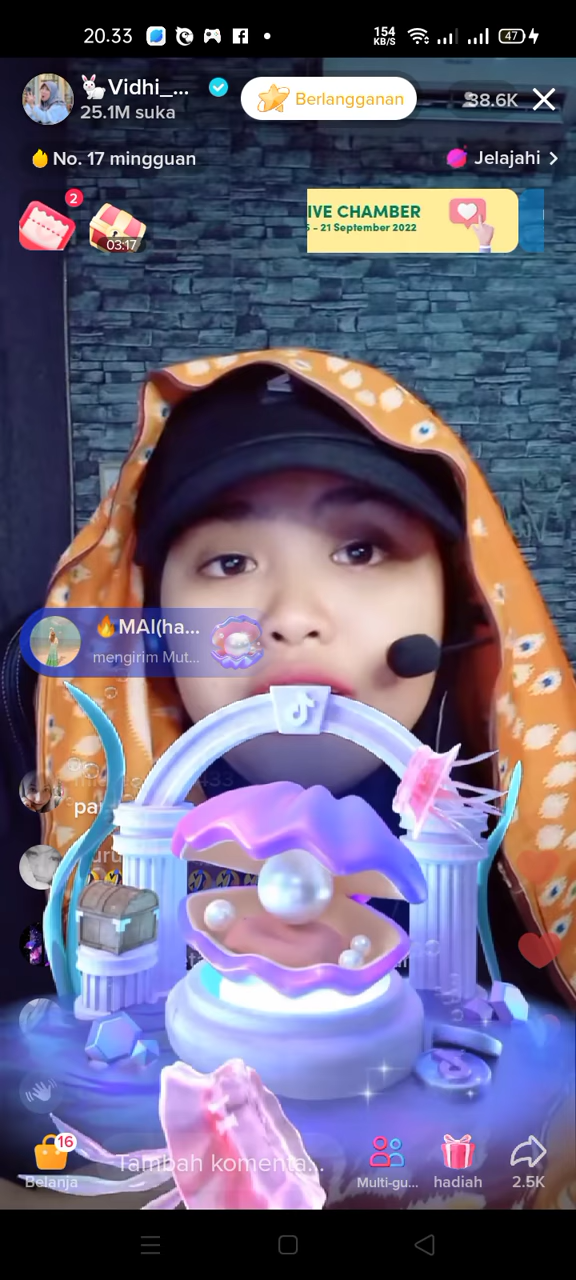 20.33
154
KB/S
47
Vidhi_...
25.1M suka
Berlangganan
38.6K
No. 17 mingguan
Jelajahi
2
03:17
IVE CHAMBER
- 21 September 2022
MAI(ha...
mengirim Mut...
16
Belanja
Tambah komenta...
Multi-gu...
hadiah
2.5K